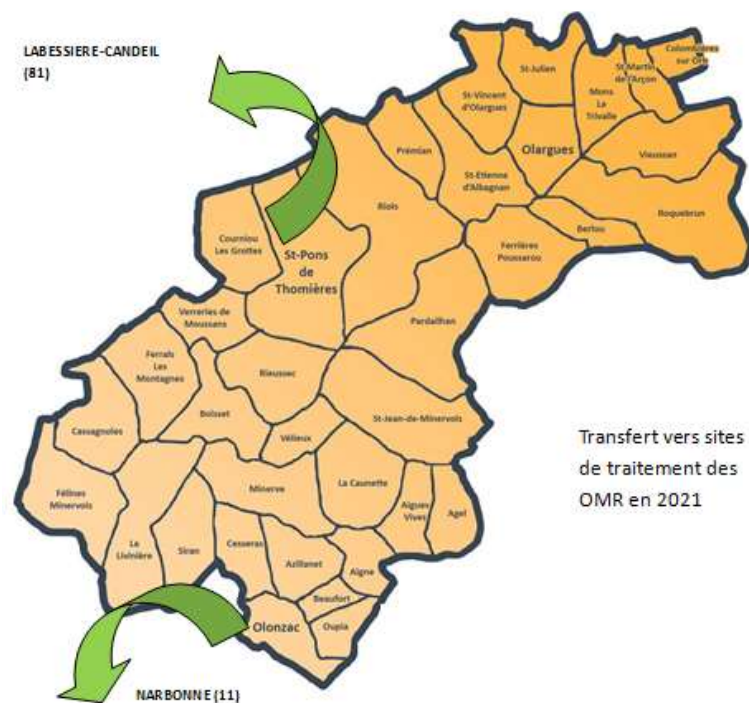 LABESSIERE-CANDEIL
(81)
Colombières
sur Orb
St-Martin
de l'Arçon
St-Julien
St-Vincent
d'Olargues
Mons
La
Trivalle
Olargues
Prémian
Vieussan
St-Etienne
d'Albagnan
Riols
Roquebrun
Berlou
Courniou
Les Grottes
Ferrières
Poussarou
St-Pons
de
Thomières
Verreries de
Moussans
Pardailhan
Ferrals
Les
Montagnes
Rieussec
Boisset
St-Jean-de-Minervois
Cassagnoles
Vélieux
Transfert vers sites
de traitement des
OMR en 2021
La Caunette
Minerve
Félines
Minervois
Aigues
Vives
Agel
La
Livinière
Siran
Cesseras
Azillanet
Aigne
Beaufort
Olonzac
Oupia
NARBONNE (11)